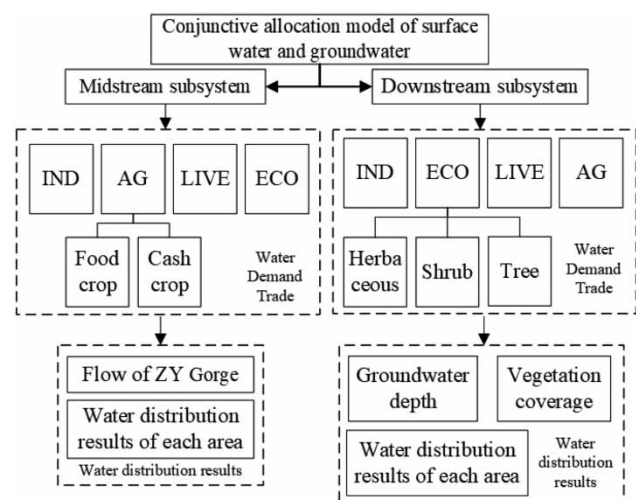 Conjunctive allocation model of surface
water and groundwater
Midstream subsystem
Downstream subsystem
IND
AG
LIVE
ECO
Food
crop
Cash
crop
Water
Demand
Trade
IND
ECO
LIVE
AG
Herba
ceous
Shrub
Tree
Water
Demand
Trade
Flow of ZY Gorge
Water distribution
results of each area
Water distribution results
Groundwater
depth
Vegetation
coverage
Water distribution
results of each area
Water
distribution
results